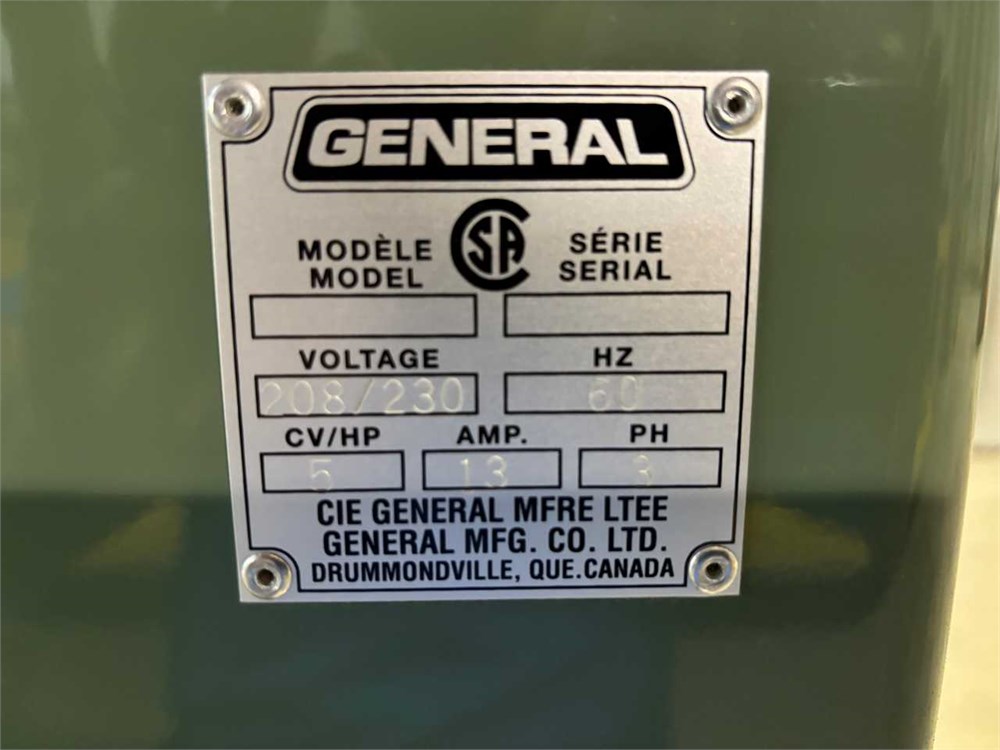 GENERAL
MODÈLE
MODEL
CSA
SÉRIE
SERIAL
VOLTAGE HZ
208/230 60
CV/HP AMP. PH
5 13 3
CIE GENERAL MFRE LTEE
GENERAL MFG. CO. LTD.
DRUMMONDVILLE, QUE.CANADA